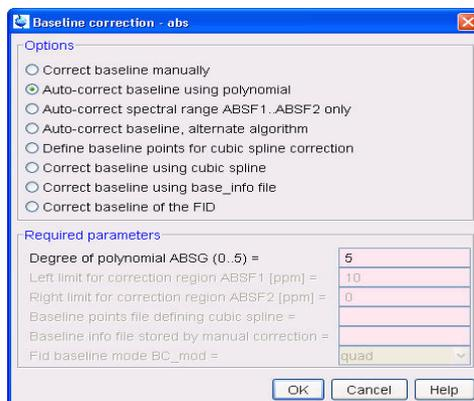 Baseline correction - abs
Options
Correct baseline manually
Auto-correct baseline using polynomial
Auto-correct spectral range ABSF1..ABSF2 only
Auto-correct baseline, alternate algorithm
Define baseline points for cubic spline correction
Correct baseline using cubic spline
Correct baseline using base_info file
Correct baseline of the FID
Required parameters
Degree of polynomial ABSG (0..5) = 5
Left limit for correction region ABSF1 [ppm] = 10
Right limit for correction region ABSF2 [ppm] = 0
Baseline points file defining cubic spline =
Baseline info file stored by manual correction =
Fid baseline mode BC_mod = quad
OK Cancel Help